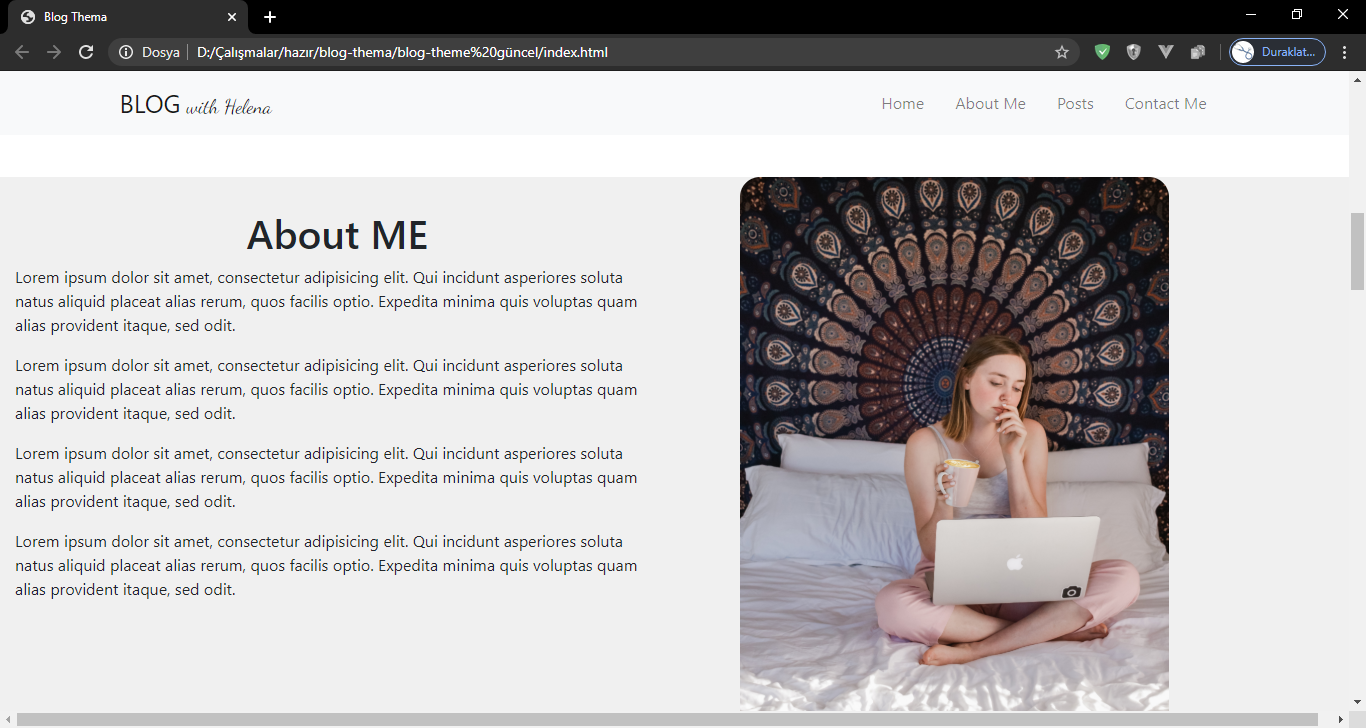 Blog Thema
Dosya
D:/Çalışmalar/hazır/blog-thema/blog-theme%20güncel/index.html
Duraklat...
BLOG with Helena
Home About Me Posts Contact Me
About ME
Lorem ipsum dolor sit amet, consectetur adipisicing elit. Qui incidunt asperiores soluta
natus aliquid placeat alias rerum, quos facilis optio. Expedita minima quis voluptas quam
alias provident itaque, sed odit.
Lorem ipsum dolor sit amet, consectetur adipisicing elit. Qui incidunt asperiores soluta
natus aliquid placeat alias rerum, quos facilis optio. Expedita minima quis voluptas quam
alias provident itaque, sed odit.
Lorem ipsum dolor sit amet, consectetur adipisicing elit. Qui incidunt asperiores soluta
natus aliquid placeat alias rerum, quos facilis optio. Expedita minima quis voluptas quam
alias provident itaque, sed odit.
Lorem ipsum dolor sit amet, consectetur adipisicing elit. Qui incidunt asperiores soluta
natus aliquid placeat alias rerum, quos facilis optio. Expedita minima quis voluptas quam
alias provident itaque, sed odit.